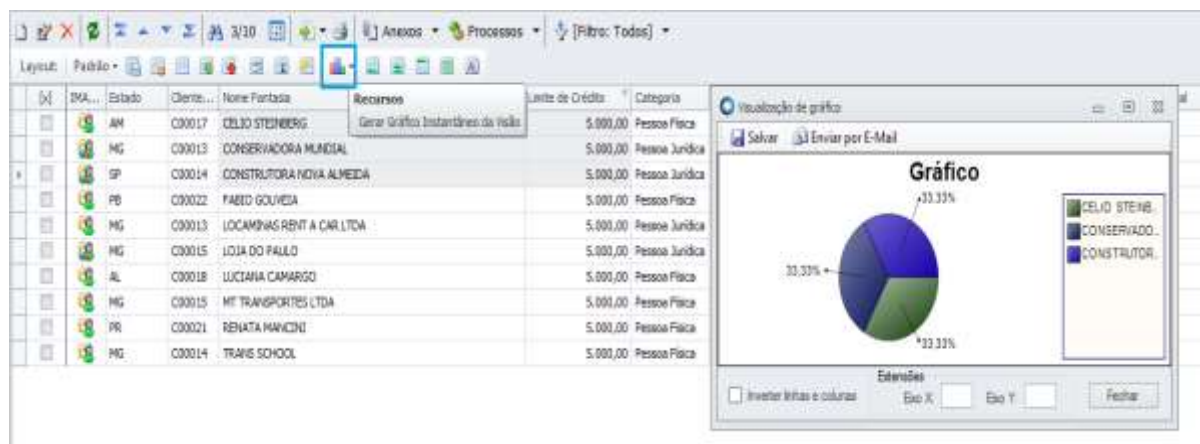 3/10 Anexos Processos [Filtro: Todos]
Layout: Padrão
[x] IMA... Estado Cliente... Nome Fantasia Limite de Crédito Categoria
Recursos
Gerar Gráfico Instantâneo da Visão
AM C00017 CELIO STEINBERG 5.000,00 Pessoa Física
MG C00013 CONSERVADORA MUNDIAL 5.000,00 Pessoa Jurídica
SP C00014 CONSTRUTORA NOVA ALMEIDA 5.000,00 Pessoa Jurídica
PB C00022 FABIO GOUVEIA 5.000,00 Pessoa Física
MG C00013 LOCAMINAS RENT A CAR LTDA 5.000,00 Pessoa Jurídica
MG C00015 LOJA DO PAULO 5.000,00 Pessoa Jurídica
AL C00018 LUCIANA CAMARGO 5.000,00 Pessoa Física
MG C00015 MT TRANSPORTES LTDA 5.000,00 Pessoa Física
PR C00021 RENATA MANCINI 5.000,00 Pessoa Física
MG C00014 TRANS SCHOOL 5.000,00 Pessoa Física
Visualização de gráfico
Salvar Enviar por E-Mail
Gráfico
33.33%
33.33%
33.33%
CELIO STEINB..
CONSERVADO..
CONSTRUTOR..
Extensões
Inverter linhas e colunas Eixo X Eixo Y Fechar